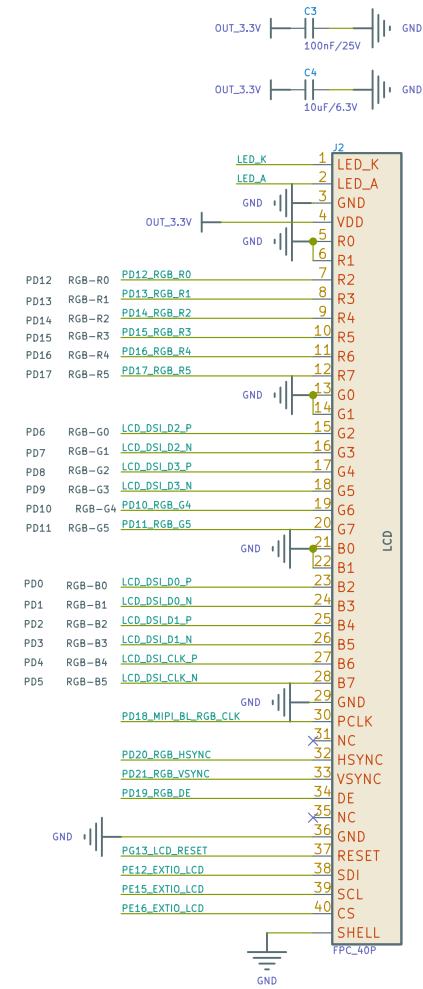 C3
OUT_3.3V GND
100nF/25V
C4
OUT_3.3V GND
10uF/6.3V
J2
LED_K 1 LED_K
LED_A 2 LED_A
GND 3 GND
OUT_3.3V 4 VDD
GND 5 R0
6 R1
PD12 RGB-R0 PD12_RGB_R0 7 R2
PD13 RGB-R1 PD13_RGB_R1 8 R3
PD14 RGB-R2 PD14_RGB_R2 9 R4
PD15 RGB-R3 PD15_RGB_R3 10 R5
PD16 RGB-R4 PD16_RGB_R4 11 R6
PD17 RGB-R5 PD17_RGB_R5 12 R7
GND 13 G0
14 G1
PD6 RGB-G0 LCD_DSI_D2_P 15 G2
PD7 RGB-G1 LCD_DSI_D2_N 16 G3
PD8 RGB-G2 LCD_DSI_D3_P 17 G4
PD9 RGB-G3 LCD_DSI_D3_N 18 G5
PD10 RGB-G4 PD10_RGB_G4 19 G6
PD11 RGB-G5 PD11_RGB_G5 20 G7
GND 21 B0
LCD
22 B1
PD0 RGB-B0 LCD_DSI_D0_P 23 B2
PD1 RGB-B1 LCD_DSI_D0_N 24 B3
PD2 RGB-B2 LCD_DSI_D1_P 25 B4
PD3 RGB-B3 LCD_DSI_D1_N 26 B5
PD4 RGB-B4 LCD_DSI_CLK_P 27 B6
PD5 RGB-B5 LCD_DSI_CLK_N 28 B7
GND 29 GND
PD18_MIPI_BL_RGB_CLK 30 PCLK
31 NC
PD20_RGB_HSYNC 32 HSYNC
PD21_RGB_VSYNC 33 VSYNC
PD19_RGB_DE 34 DE
35 NC
GND 36 GND
PG13_LCD_RESET 37 RESET
PE12_EXTIO_LCD 38 SDI
PE15_EXTIO_LCD 39 SCL
PE16_EXTIO_LCD 40 CS
SHELL
FPC_40P
GND